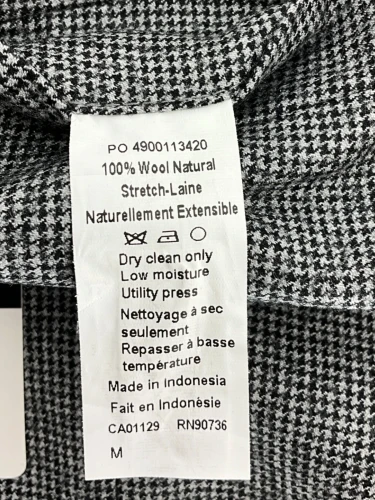 PO 4900113420
100% Wool Natural
Stretch-Laine
Naturellement Extensible
Dry clean only
Low moisture
Utility press
Nettoyage à sec
seulement
Repasser à basse
température
Made in Indonesia
Fait en Indonèsie
CA01129 RN90736
M